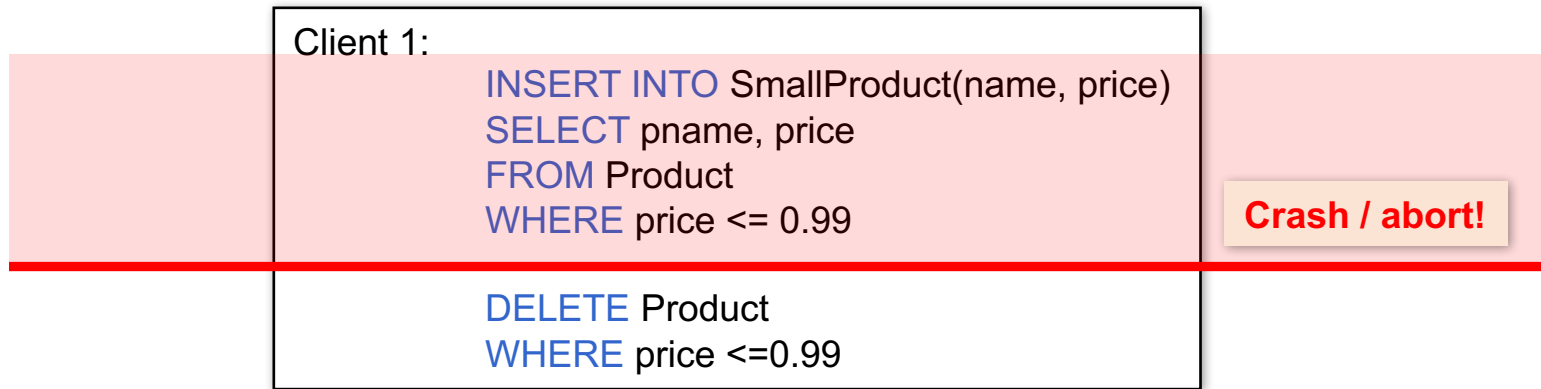 Client 1:
INSERT INTO SmallProduct(name, price)
SELECT pname, price
FROM Product
WHERE price <= 0.99
Crash / abort!
DELETE Product
WHERE price <=0.99